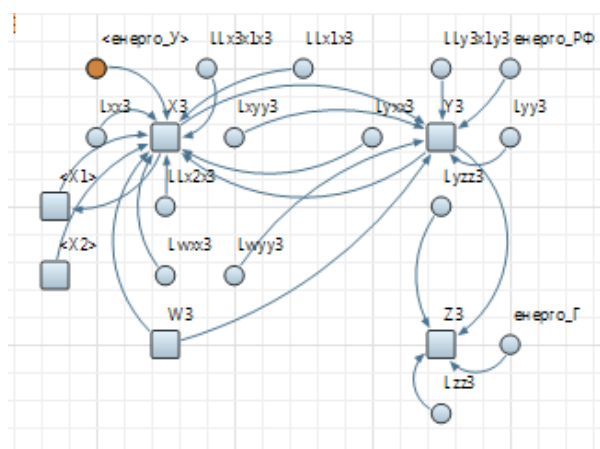 <енерго_У>
LLx3x1x3
LLx1x3
LLy3x1y3
енерго_РФ
Lxx3
X3
Lxyy3
Lyxx3
Y3
Lyy3
<X1>
LLx2x3
Lyzz3
<X2>
Lwxx3
Lwyy3
W3
Z3
енерго_Г
Lzz3